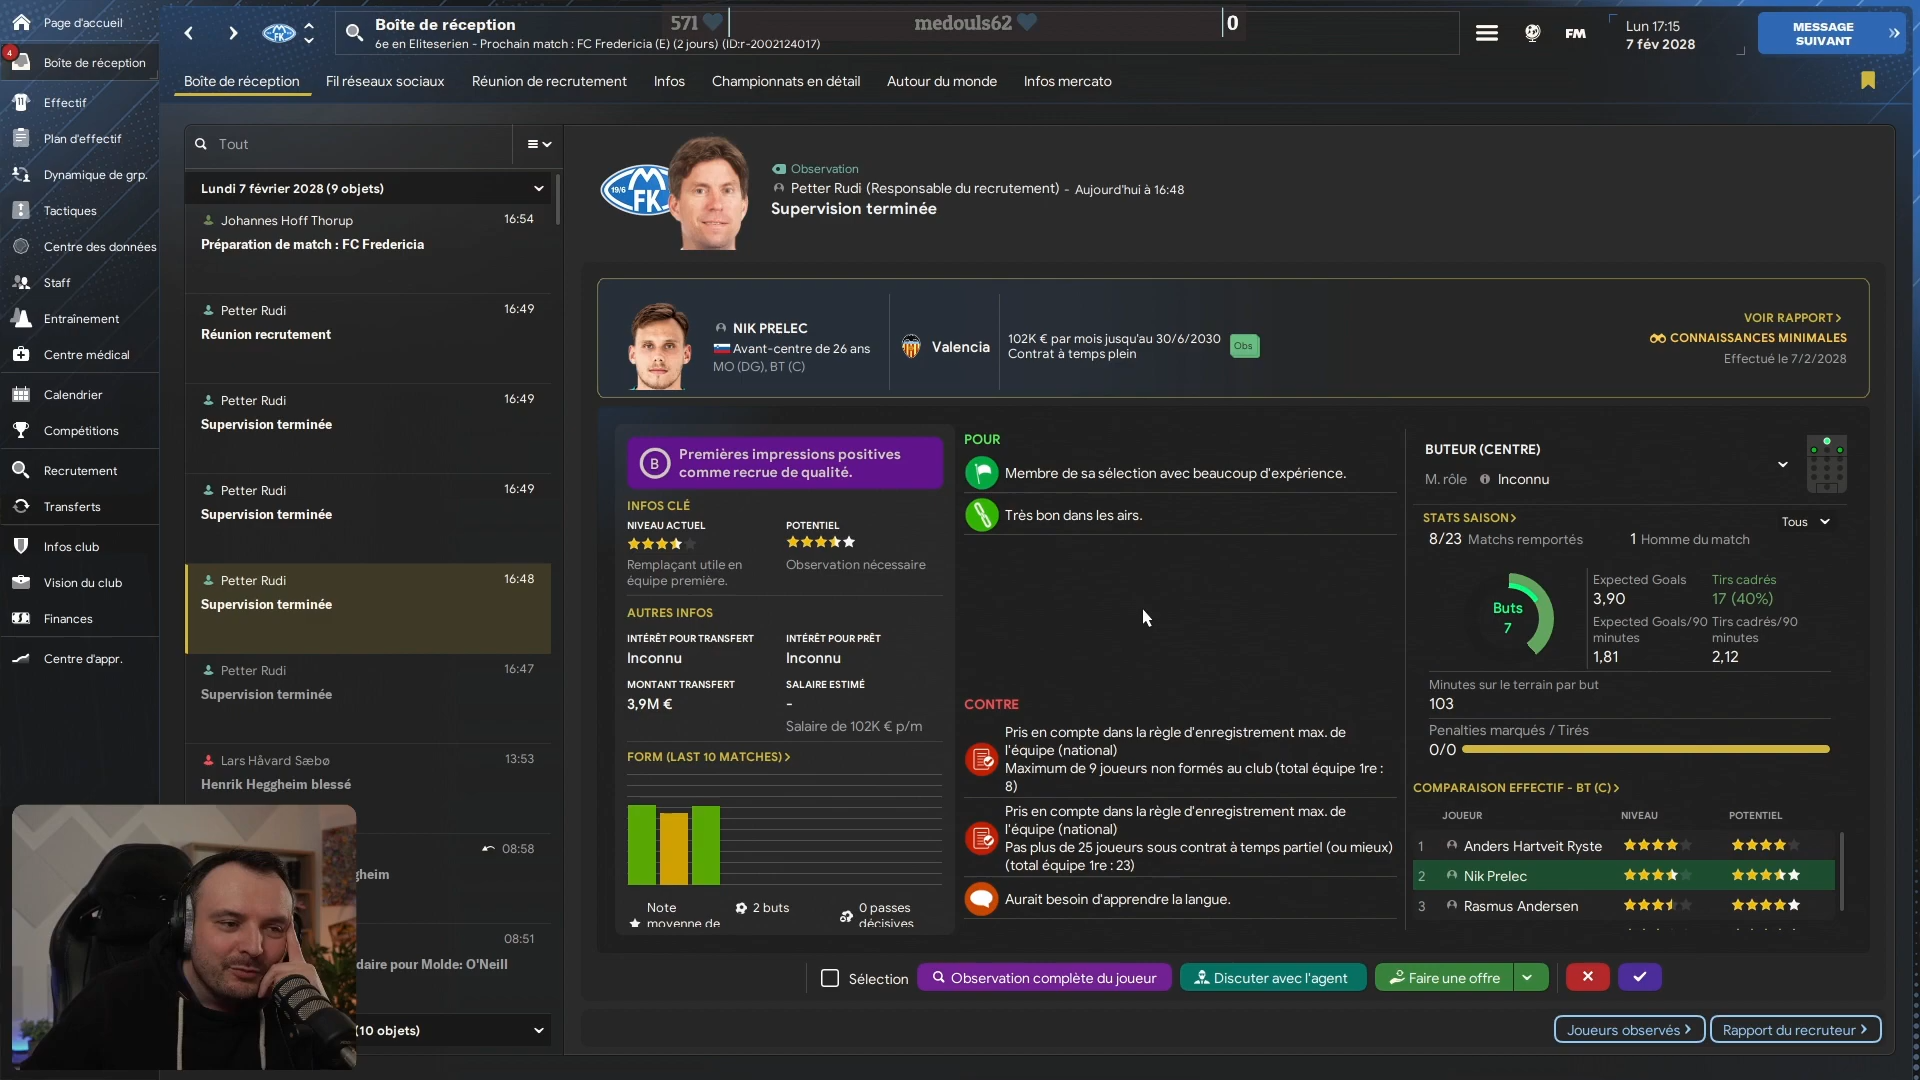 Page d'accueil
4
Boîte de réception
Effectif
Plan d'effectif
Dynamique de grp.
Tactiques
Centre des données
Staff
Entraînement
Centre médical
Calendrier
Compétitions
Recrutement
Transferts
Infos club
Vision du club
Finances
Centre d'appr.
Boîte de réception
6e en Eliteserien - Prochain match : FC Fredericia (E) (2 jours) (ID:r-2002124017)
571
medouls62
0
FM
Lun 17:15
7 fév 2028
MESSAGE
SUIVANT
Boîte de réception
Fil réseaux sociaux
Réunion de recrutement
Infos
Championnats en détail
Autour du monde
Infos mercato
Tout
Lundi 7 février 2028 (9 objets)
Johannes Hoff Thorup
16:54
Préparation de match : FC Fredericia
Petter Rudi
16:49
Réunion recrutement
Petter Rudi
16:49
Supervision terminée
Petter Rudi
16:49
Supervision terminée
Petter Rudi
16:48
Supervision terminée
Petter Rudi
16:47
Supervision terminée
Lars Håvard Sæbø
13:53
Henrik Heggheim blessé
08:58
gheim
08:51
daire pour Molde: O'Neill
(10 objets)
Observation
Petter Rudi (Responsable du recrutement) - Aujourd'hui à 16:48
Supervision terminée
NIK PRELEC
Avant-centre de 26 ans
MO (DG), BT (C)
Valencia
102K € par mois jusqu'au 30/6/2030
Contrat à temps plein
Obs
VOIR RAPPORT
CONNAISSANCES MINIMALES
Effectué le 7/2/2028
B
Premières impressions positives
comme recrue de qualité.
INFOS CLÉ
NIVEAU ACTUEL
POTENTIEL
Remplaçant utile en
équipe première.
Observation nécessaire
AUTRES INFOS
INTÉRÊT POUR TRANSFERT
INTÉRÊT POUR PRÊT
Inconnu
Inconnu
MONTANT TRANSFERT
SALAIRE ESTIMÉ
3,9M €
-
Salaire de 102K € p/m
FORM (LAST 10 MATCHES)
Note
moyenne de
2 buts
0 passes
décisives
POUR
Membre de sa sélection avec beaucoup d'expérience.
Très bon dans les airs.
CONTRE
Pris en compte dans la règle d'enregistrement max. de
l'équipe (national)
Maximum de 9 joueurs non formés au club (total équipe 1re :
8)
Pris en compte dans la règle d'enregistrement max. de
l'équipe (national)
Pas plus de 25 joueurs sous contrat à temps partiel (ou mieux)
(total équipe 1re : 23)
Aurait besoin d'apprendre la langue.
BUTEUR (CENTRE)
M. rôle
Inconnu
STATS SAISON
Tous
8/23 Matchs remportés
1 Homme du match
Buts
7
Expected Goals
3,90
Tirs cadrés
17 (40%)
Expected Goals/90
minutes
1,81
Tirs cadrés/90
minutes
2,12
Minutes sur le terrain par but
103
Penalties marqués / Tirés
0/0
COMPARAISON EFFECTIF - BT (C)
JOUEUR
NIVEAU
POTENTIEL
1 Anders Hartveit Ryste
2 Nik Prelec
3 Rasmus Andersen
Sélection
Observation complète du joueur
Discuter avec l'agent
Faire une offre
Joueurs observés
Rapport du recruteur